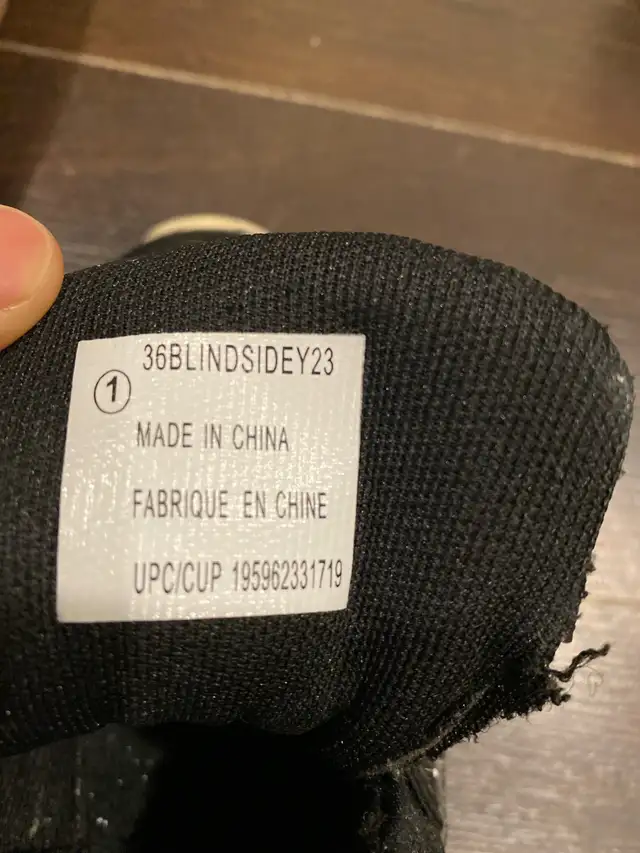 36BLINDSIDEY23
1
MADE IN CHINA
FABRIQUE EN CHINE
UPC/CUP 195962331719